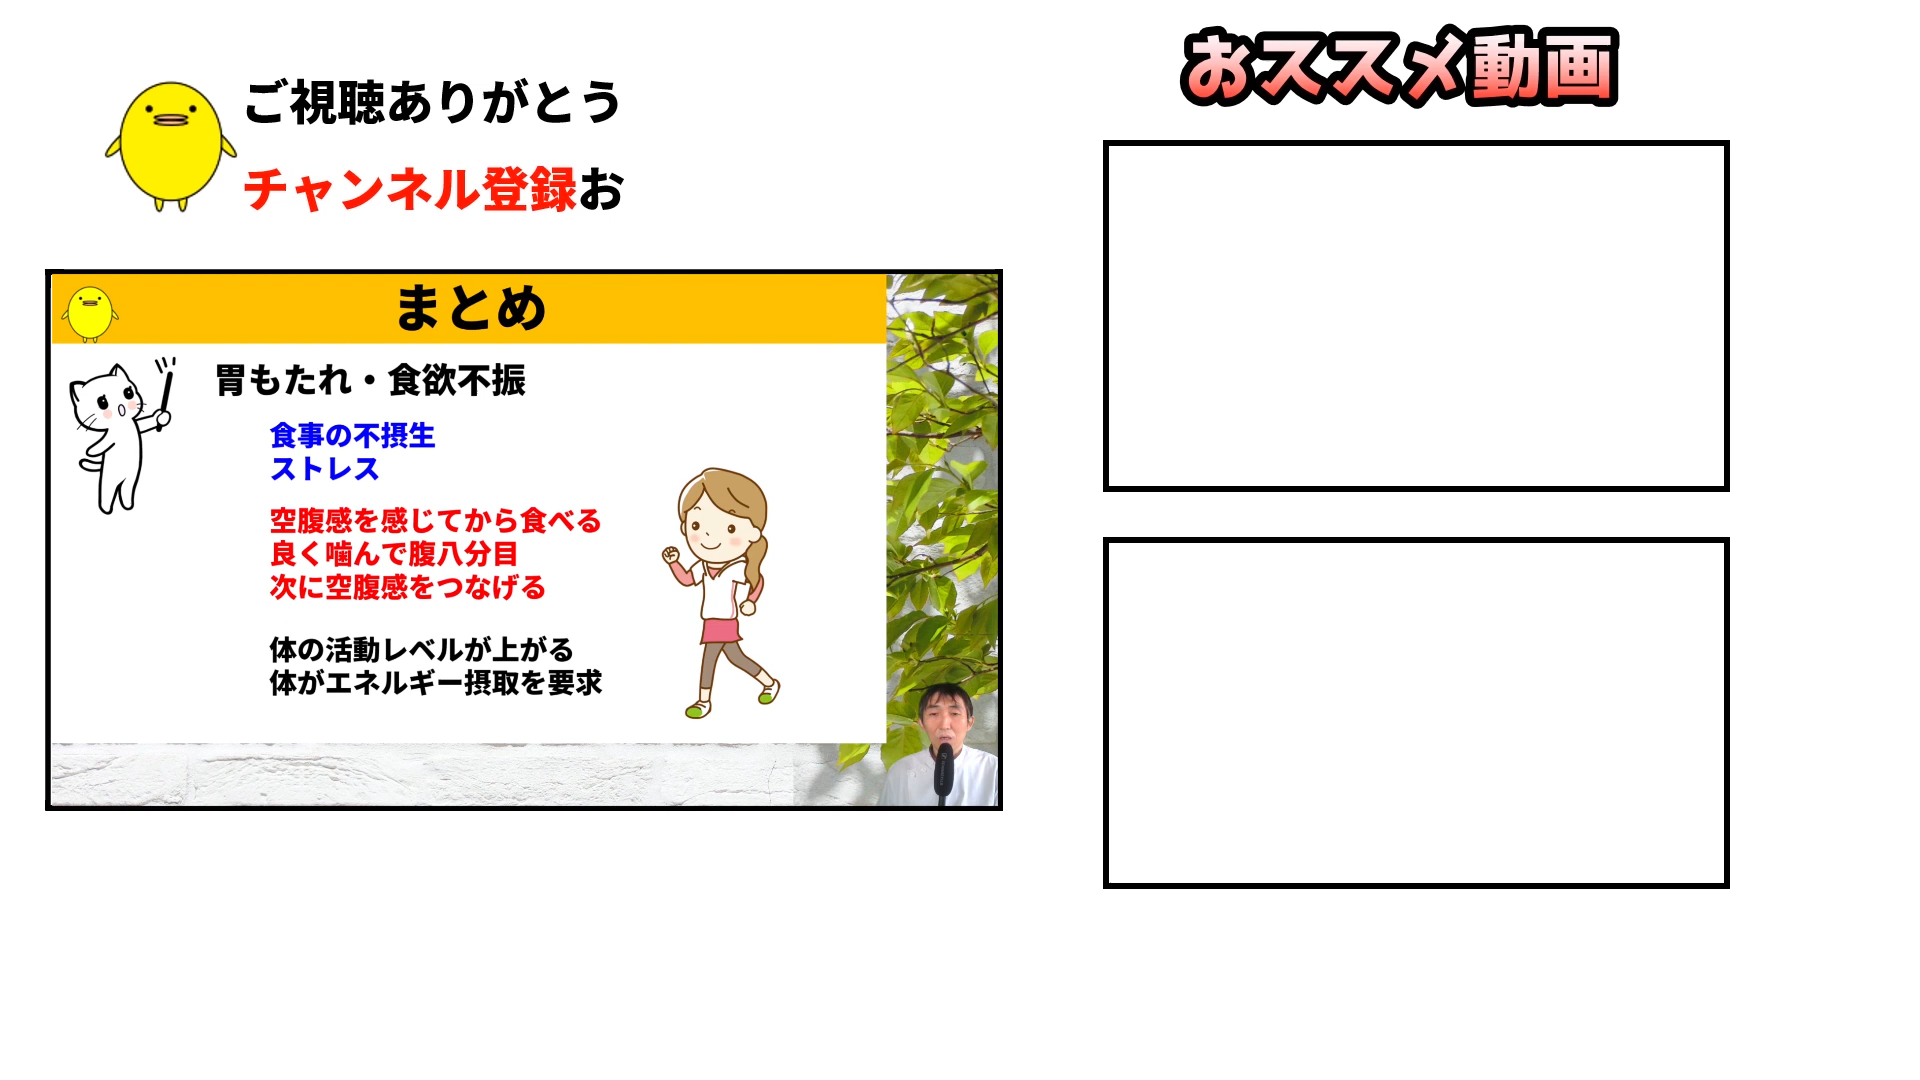 ご視聴ありがとう
チャンネル登録お
まとめ
胃もたれ・食欲不振
食事の不摂生
ストレス
空腹感を感じてから食べる
良く噛んで腹八分目
次に空腹感をつなげる
体の活動レベルが上がる
体がエネルギー摂取を要求
おススメ動画